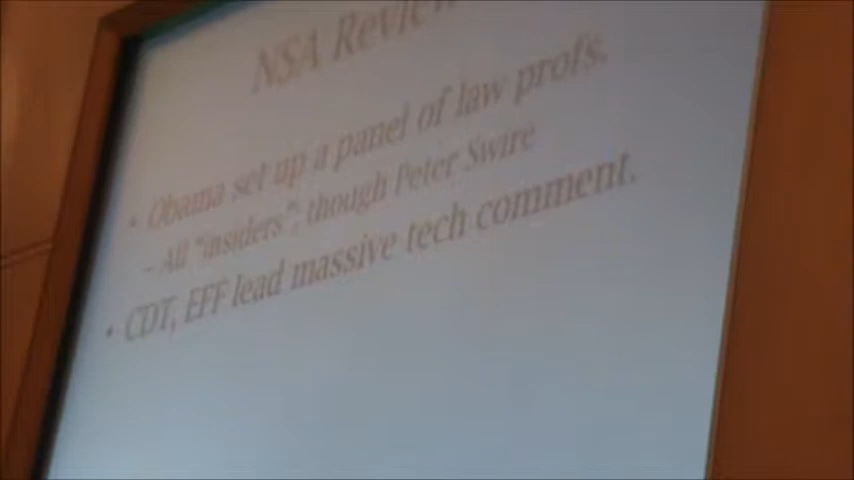 NSA Review
• Obama set up a panel of law profs.
– All "insiders"; though Peter Swire
• CDT, EFF lead massive tech comment.